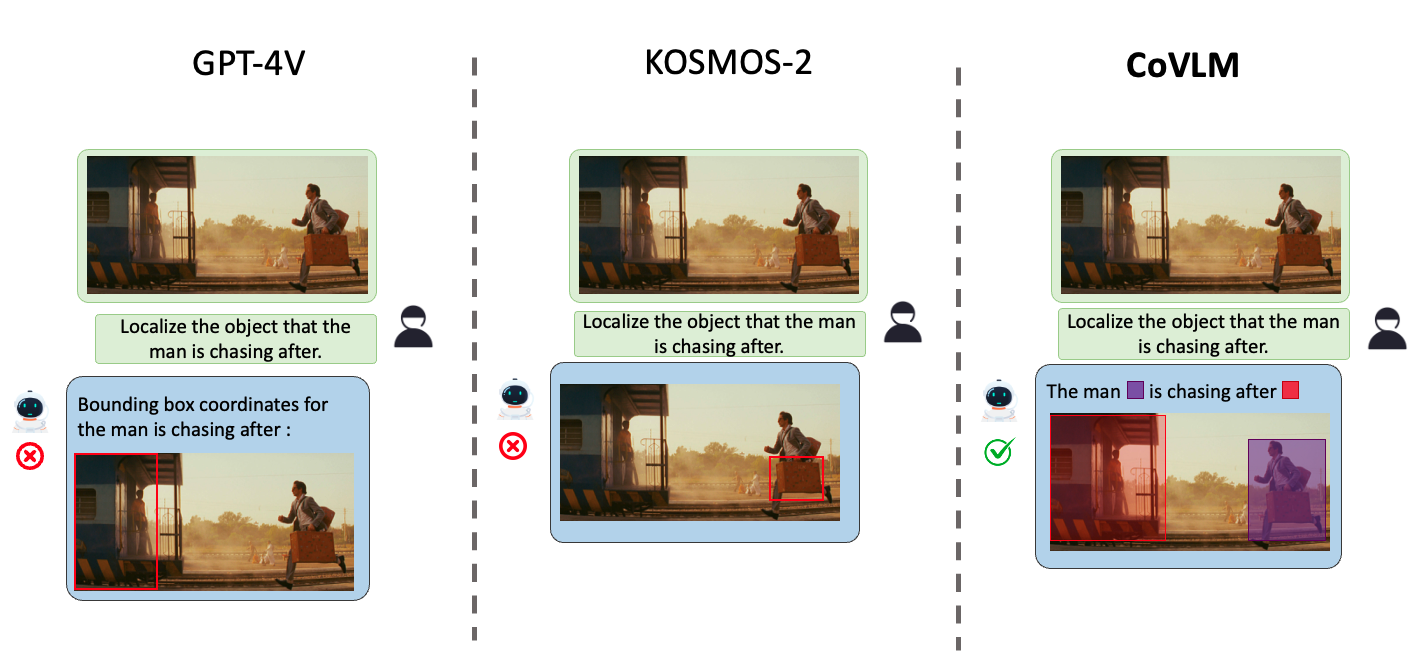 GPT-4V
Localize the object that the
man is chasing after.
Bounding box coordinates for
the man is chasing after :
KOSMOS-2
Localize the object that the man
is chasing after.
CoVLM
Localize the object that the man
is chasing after.
The man is chasing after